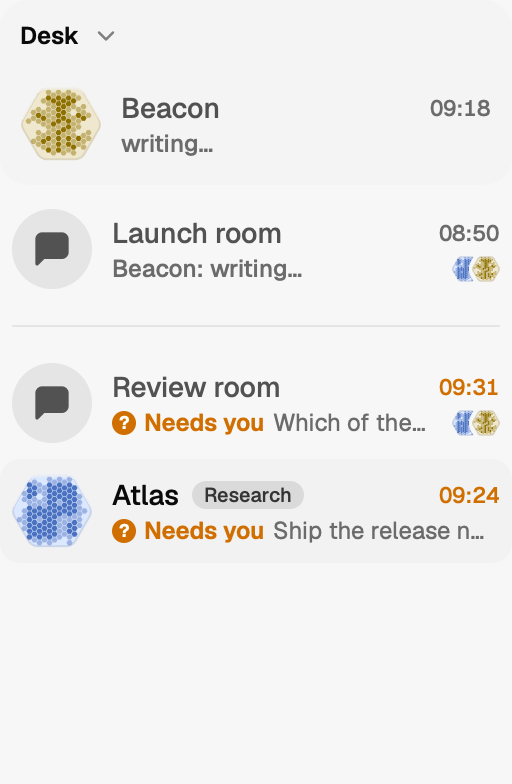 Desk
Beacon 09:18
writing...
Launch room 08:50
Beacon: writing...
Review room 09:31
? Needs you Which of the...
Atlas Research 09:24
? Needs you Ship the release n...